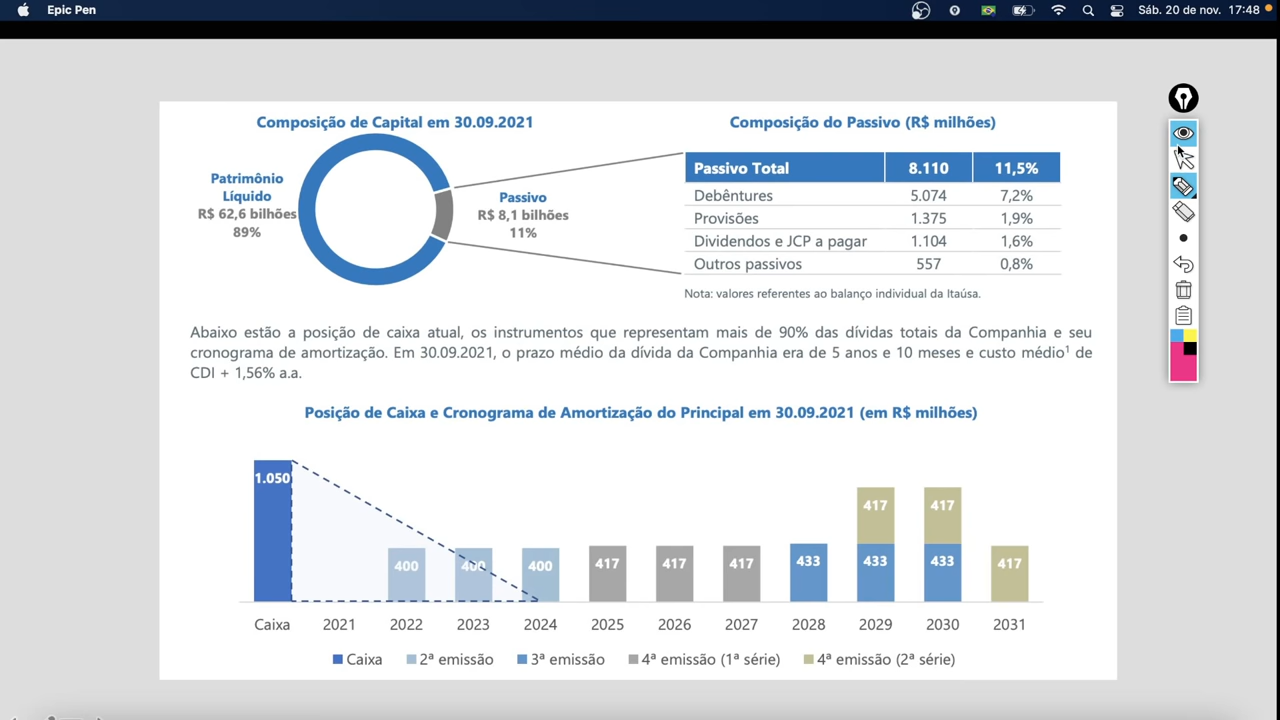 Epic Pen
Sáb. 20 de nov. 17:48
Composição de Capital em 30.09.2021
Patrimônio
Líquido
R$ 62,6 bilhões
89%
Passivo
R$ 8,1 bilhões
11%
Composição do Passivo (R$ milhões)
Passivo Total 8.110 11,5%
Debêntures 5.074 7,2%
Provisões 1.375 1,9%
Dividendos e JCP a pagar 1.104 1,6%
Outros passivos 557 0,8%
Nota: valores referentes ao balanço individual da Itaúsa.
Abaixo estão a posição de caixa atual, os instrumentos que representam mais de 90% das dívidas totais da Companhia e seu
cronograma de amortização. Em 30.09.2021, o prazo médio da dívida da Companhia era de 5 anos e 10 meses e custo médio¹ de
CDI + 1,56% a.a.
Posição de Caixa e Cronograma de Amortização do Principal em 30.09.2021 (em R$ milhões)
1.050
417 417
400 400 400 417 417 417 433 433 433 417
Caixa 2021 2022 2023 2024 2025 2026 2027 2028 2029 2030 2031
Caixa 2ª emissão 3ª emissão 4ª emissão (1ª série) 4ª emissão (2ª série)